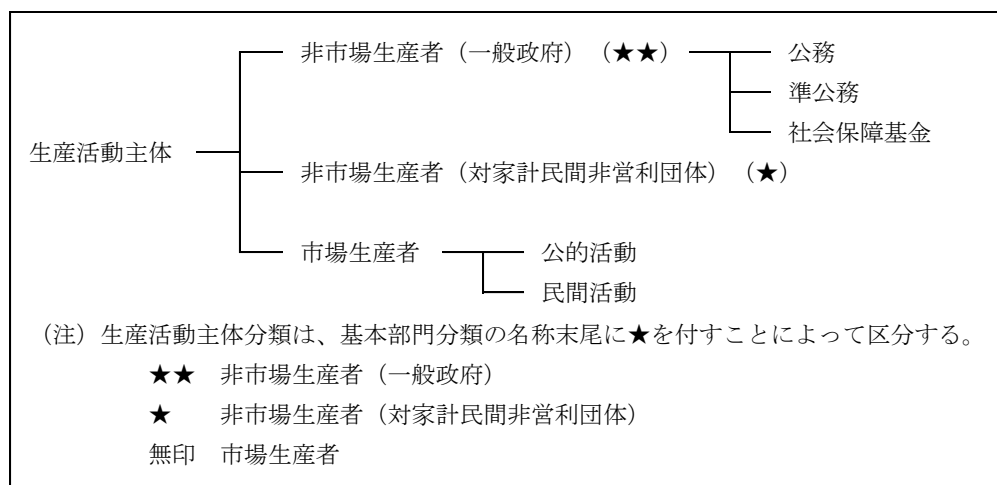 非市場生産者（一般政府）（★★）
公務
準公務
社会保障基金
生産活動主体
非市場生産者（対家計民間非営利団体）（★）
市場生産者
公的活動
民間活動
（注）生産活動主体分類は、基本部門分類の名称末尾に★を付すことによって区分する。
★★ 非市場生産者（一般政府）
★ 非市場生産者（対家計民間非営利団体）
無印 市場生産者